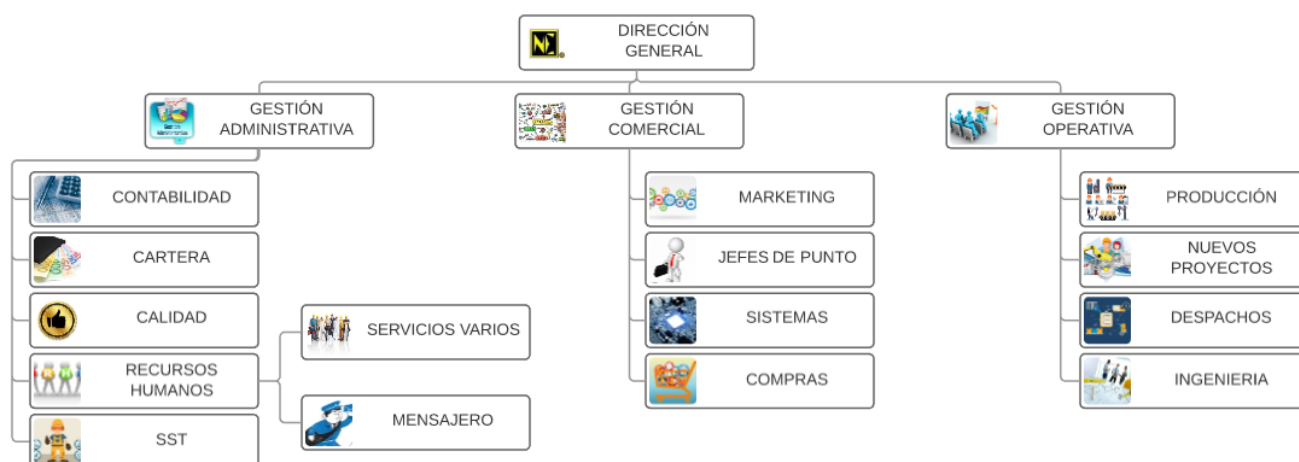 DIRECCIÓN
GENERAL
GESTIÓN
ADMINISTRATIVA
GESTIÓN
COMERCIAL
GESTIÓN
OPERATIVA
CONTABILIDAD
MARKETING
PRODUCCIÓN
CARTERA
JEFES DE PUNTO
NUEVOS
PROYECTOS
CALIDAD
SERVICIOS VARIOS
SISTEMAS
DESPACHOS
RECURSOS
HUMANOS
COMPRAS
INGENIERIA
MENSAJERO
SST